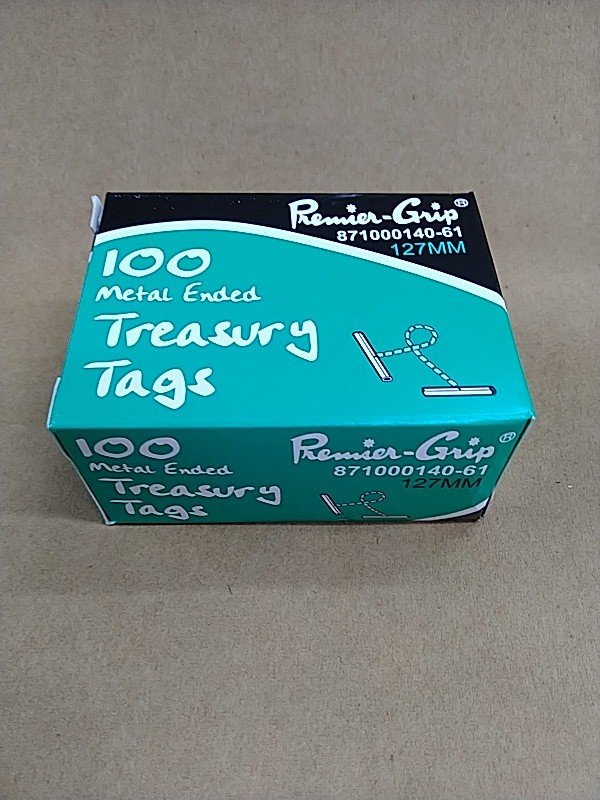 Premier-Grip®
871000140-61
127MM
100
Metal Ended
Treasury
Tags
100
Metal Ended
Treasury
Tags
Premier-Grip®
871000140-61
127MM